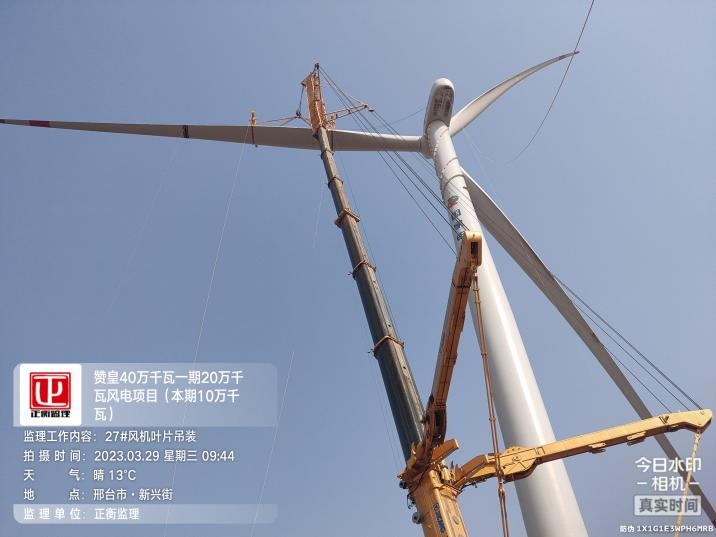 赞皇40万千瓦一期20万千
瓦风电项目（本期10万千
瓦）
正衡监理
监理工作内容：27#风机叶片吊装
拍摄时间：2023.03.29 星期三 09:44
天气：晴 13°C
地点：邢台市·新兴街
监理单位：正衡监理
今日水印
相机
真实时间
防伪 1X1G1E3WPH6MRB